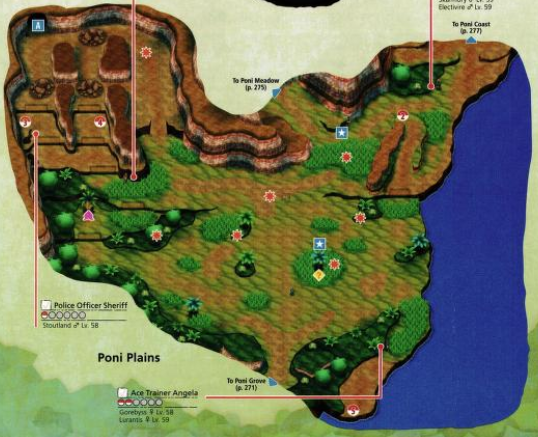 Electivire ♂ Lv. 59
To Poni Coast
(p. 277)
A
To Poni Meadow
(p. 275)
Police Officer Sheriff
Stoutland ♂ Lv. 58
Poni Plains
Ace Trainer Angela
Gorebyss ♀ Lv. 58
Lurantis ♀ Lv. 59
To Poni Grove
(p. 271)